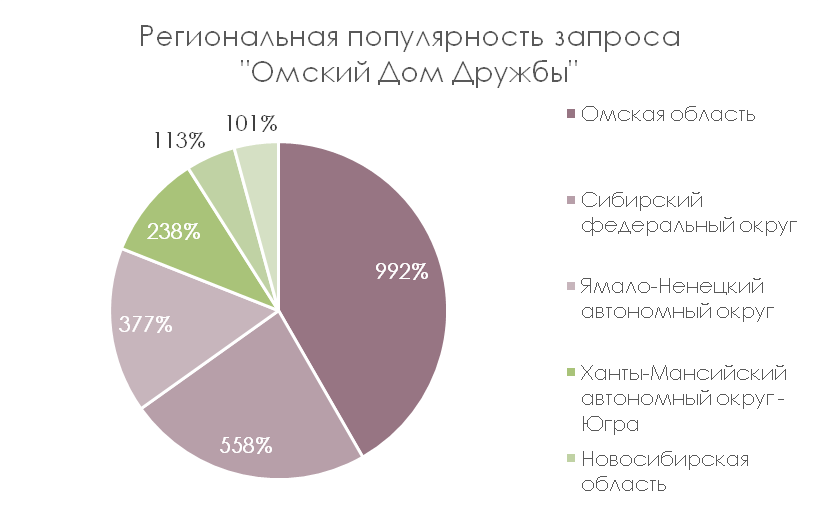 Региональная популярность запроса
"Омский Дом Дружбы"
101%
113%
238%
992%
377%
558%
Омская область
Сибирский
федеральный округ
Ямало-Ненецкий
автономный округ
Ханты-Мансийский
автономный округ -
Югра
Новосибирская
область